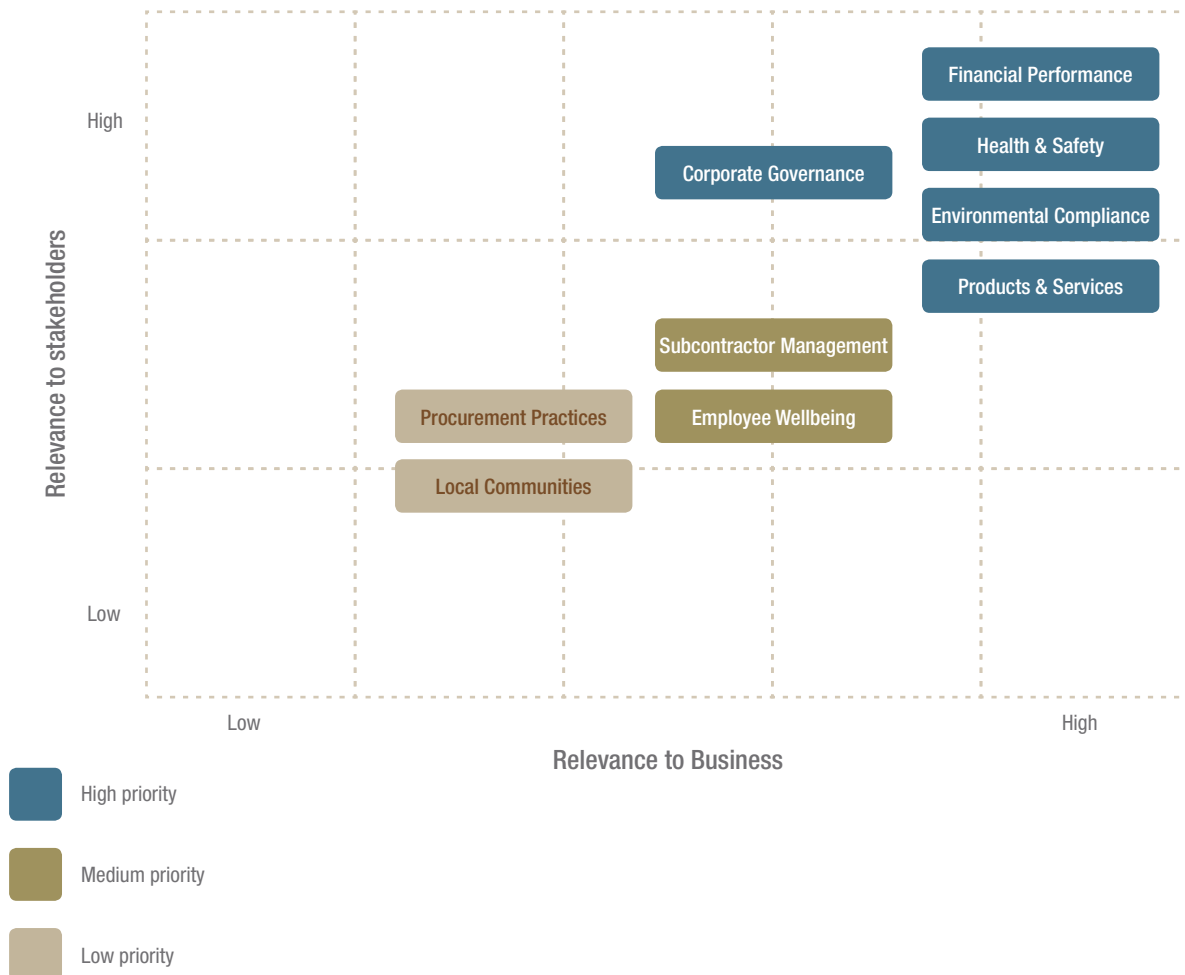 Financial Performance
High
Health & Safety
Corporate Governance
Environmental Compliance
Products & Services
Relevance to stakeholders
Subcontractor Management
Procurement Practices
Employee Wellbeing
Local Communities
Low
Low
High
Relevance to Business
High priority
Medium priority
Low priority